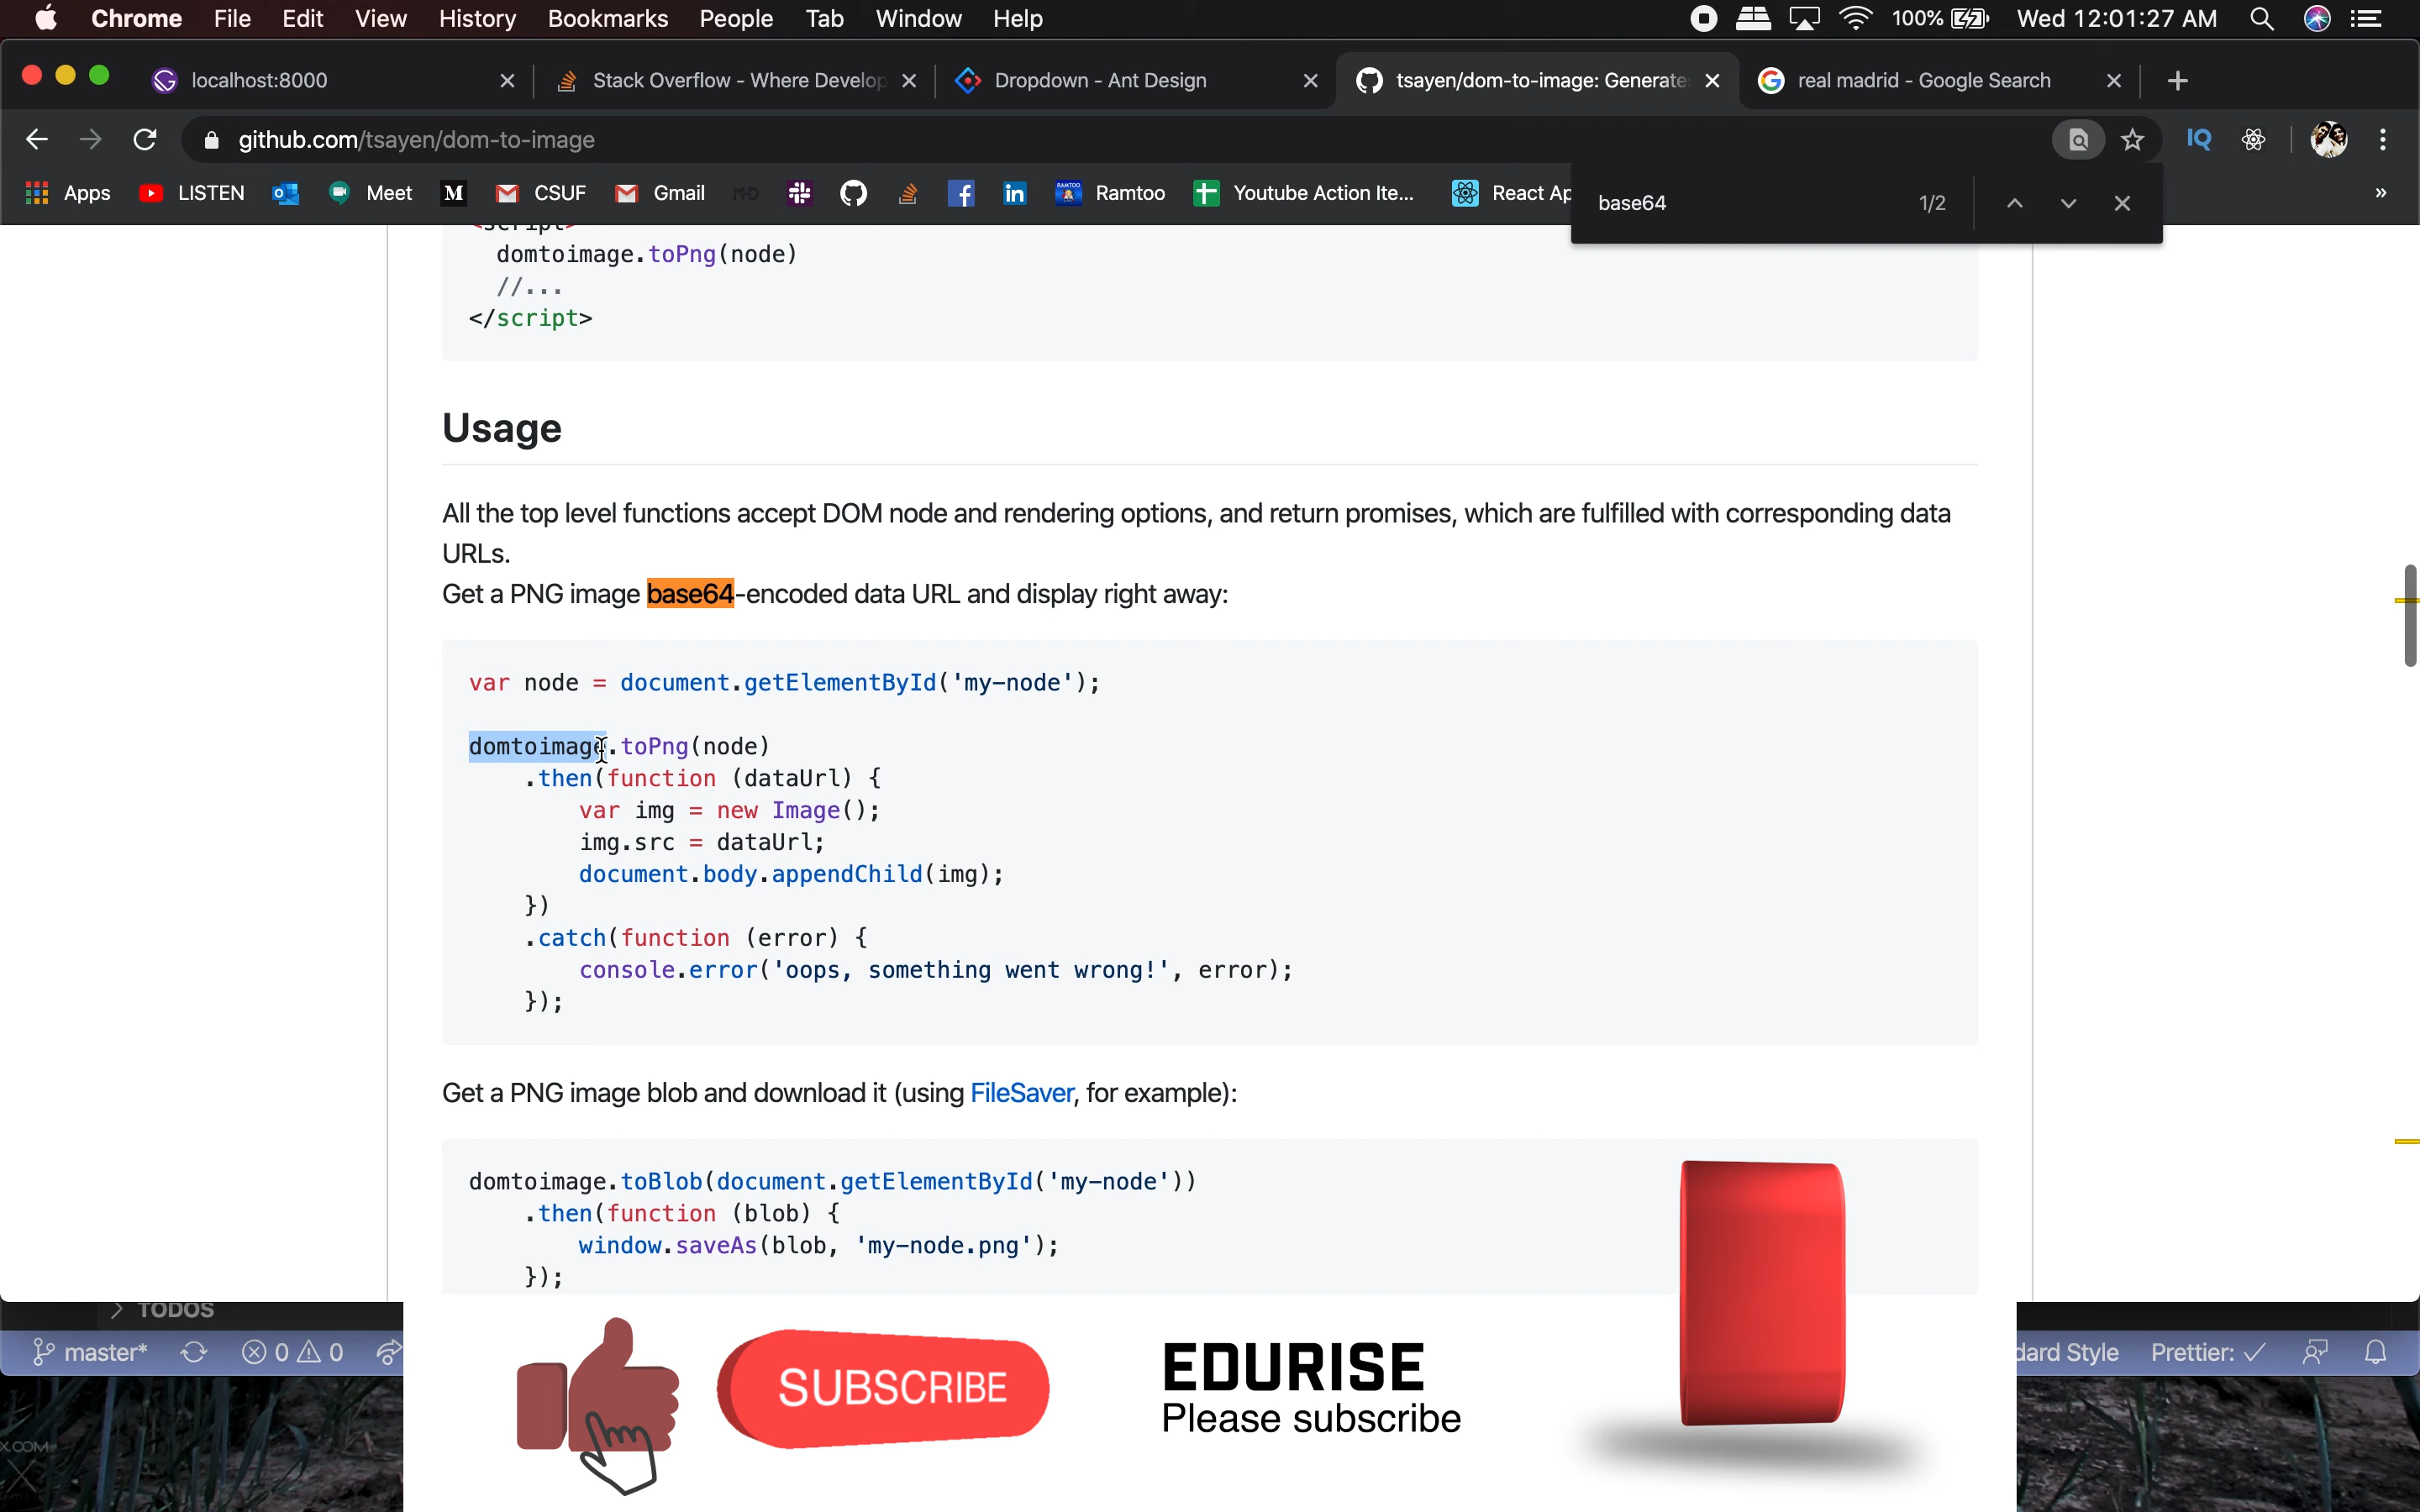 Chrome File Edit View History Bookmarks People Tab Window Help 100% Wed 12:01:27 AM
localhost:8000 Stack Overflow - Where Develop Dropdown - Ant Design tsayen/dom-to-image: Generate real madrid - Google Search
github.com/tsayen/dom-to-image IQ
Apps LISTEN Meet M CSUF Gmail Ramtoo Youtube Action Ite... React Ap
base64 1/2
domtoimage.toPng(node)
//...
</script>
Usage
All the top level functions accept DOM node and rendering options, and return promises, which are fulfilled with corresponding data
URLs.
Get a PNG image base64-encoded data URL and display right away:
var node = document.getElementById('my-node');
domtoimage.toPng(node)
.then(function (dataUrl) {
var img = new Image();
img.src = dataUrl;
document.body.appendChild(img);
})
.catch(function (error) {
console.error('oops, something went wrong!', error);
});
Get a PNG image blob and download it (using FileSaver, for example):
domtoimage.toBlob(document.getElementById('my-node'))
.then(function (blob) {
window.saveAs(blob, 'my-node.png');
});
> TODOS
master* 0 0 dard Style Prettier: ✓
SUBSCRIBE
EDURISE
Please subscribe
X.COM